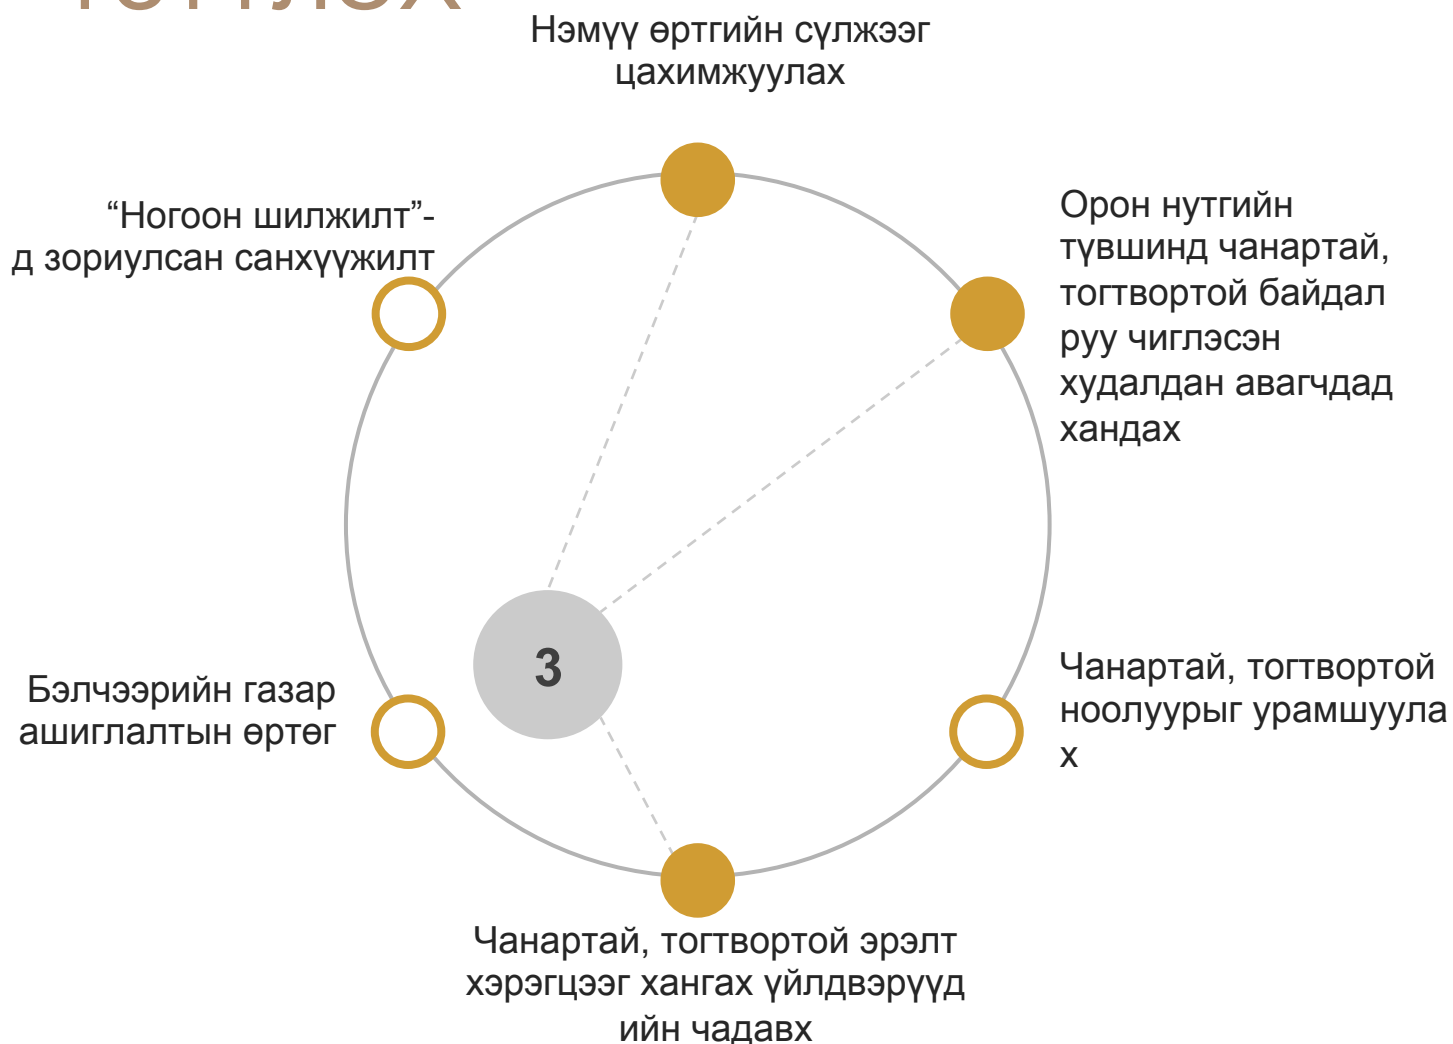 Нэмүү өртгийн сүлжээг
цахимжуулах
“Ногоон шилжилт”-
д зориулсан санхүүжилт
Орон нутгийн
түвшинд чанартай,
тогтвортой байдал
руу чиглэсэн
худалдан авагчдад
хандах
3
Бэлчээрийн газар
ашиглалтын өртөг
Чанартай, тогтвортой
ноолуурыг урамшуула
х
Чанартай, тогтвортой эрэлт
хэрэгцээг хангах үйлдвэрүүд
ийн чадавх